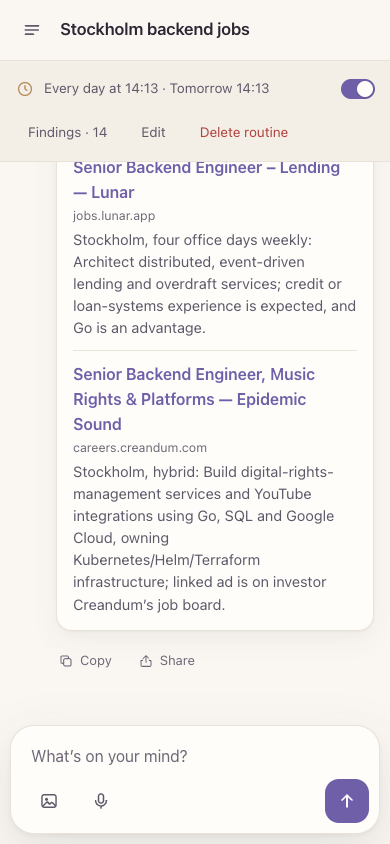 Stockholm backend jobs
Every day at 14:13 · Tomorrow 14:13
Findings · 14
Edit
Delete routine
Senior Backend Engineer – Lending
— Lunar
jobs.lunar.app
Stockholm, four office days weekly:
Architect distributed, event-driven
lending and overdraft services; credit or
loan-systems experience is expected, and
Go is an advantage.
Senior Backend Engineer, Music
Rights & Platforms — Epidemic
Sound
careers.creandum.com
Stockholm, hybrid: Build digital-rights-
management services and YouTube
integrations using Go, SQL and Google
Cloud, owning
Kubernetes/Helm/Terraform
infrastructure; linked ad is on investor
Creandum’s job board.
Copy
Share
What’s on your mind?